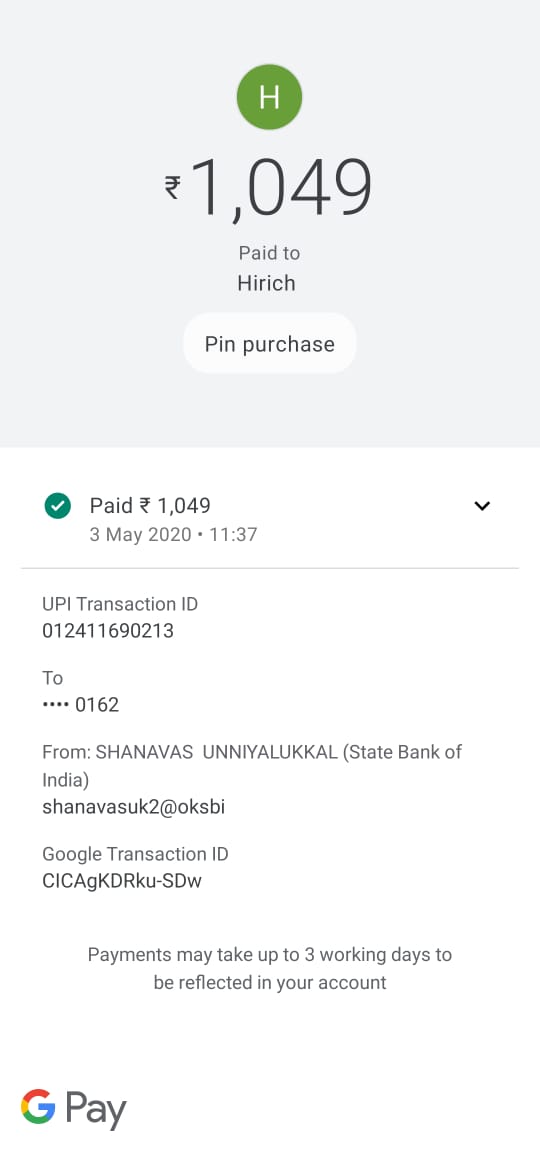 H
₹1,049
Paid to
Hirich
Pin purchase
Paid ₹ 1,049
3 May 2020 • 11:37
UPI Transaction ID
012411690213
To
•••• 0162
From: SHANAVAS  UNNIYALUKKAL (State Bank of
India)
shanavasuk2@oksbi
Google Transaction ID
CICAgKDRku-SDw
Payments may take up to 3 working days to
be reflected in your account
G Pay